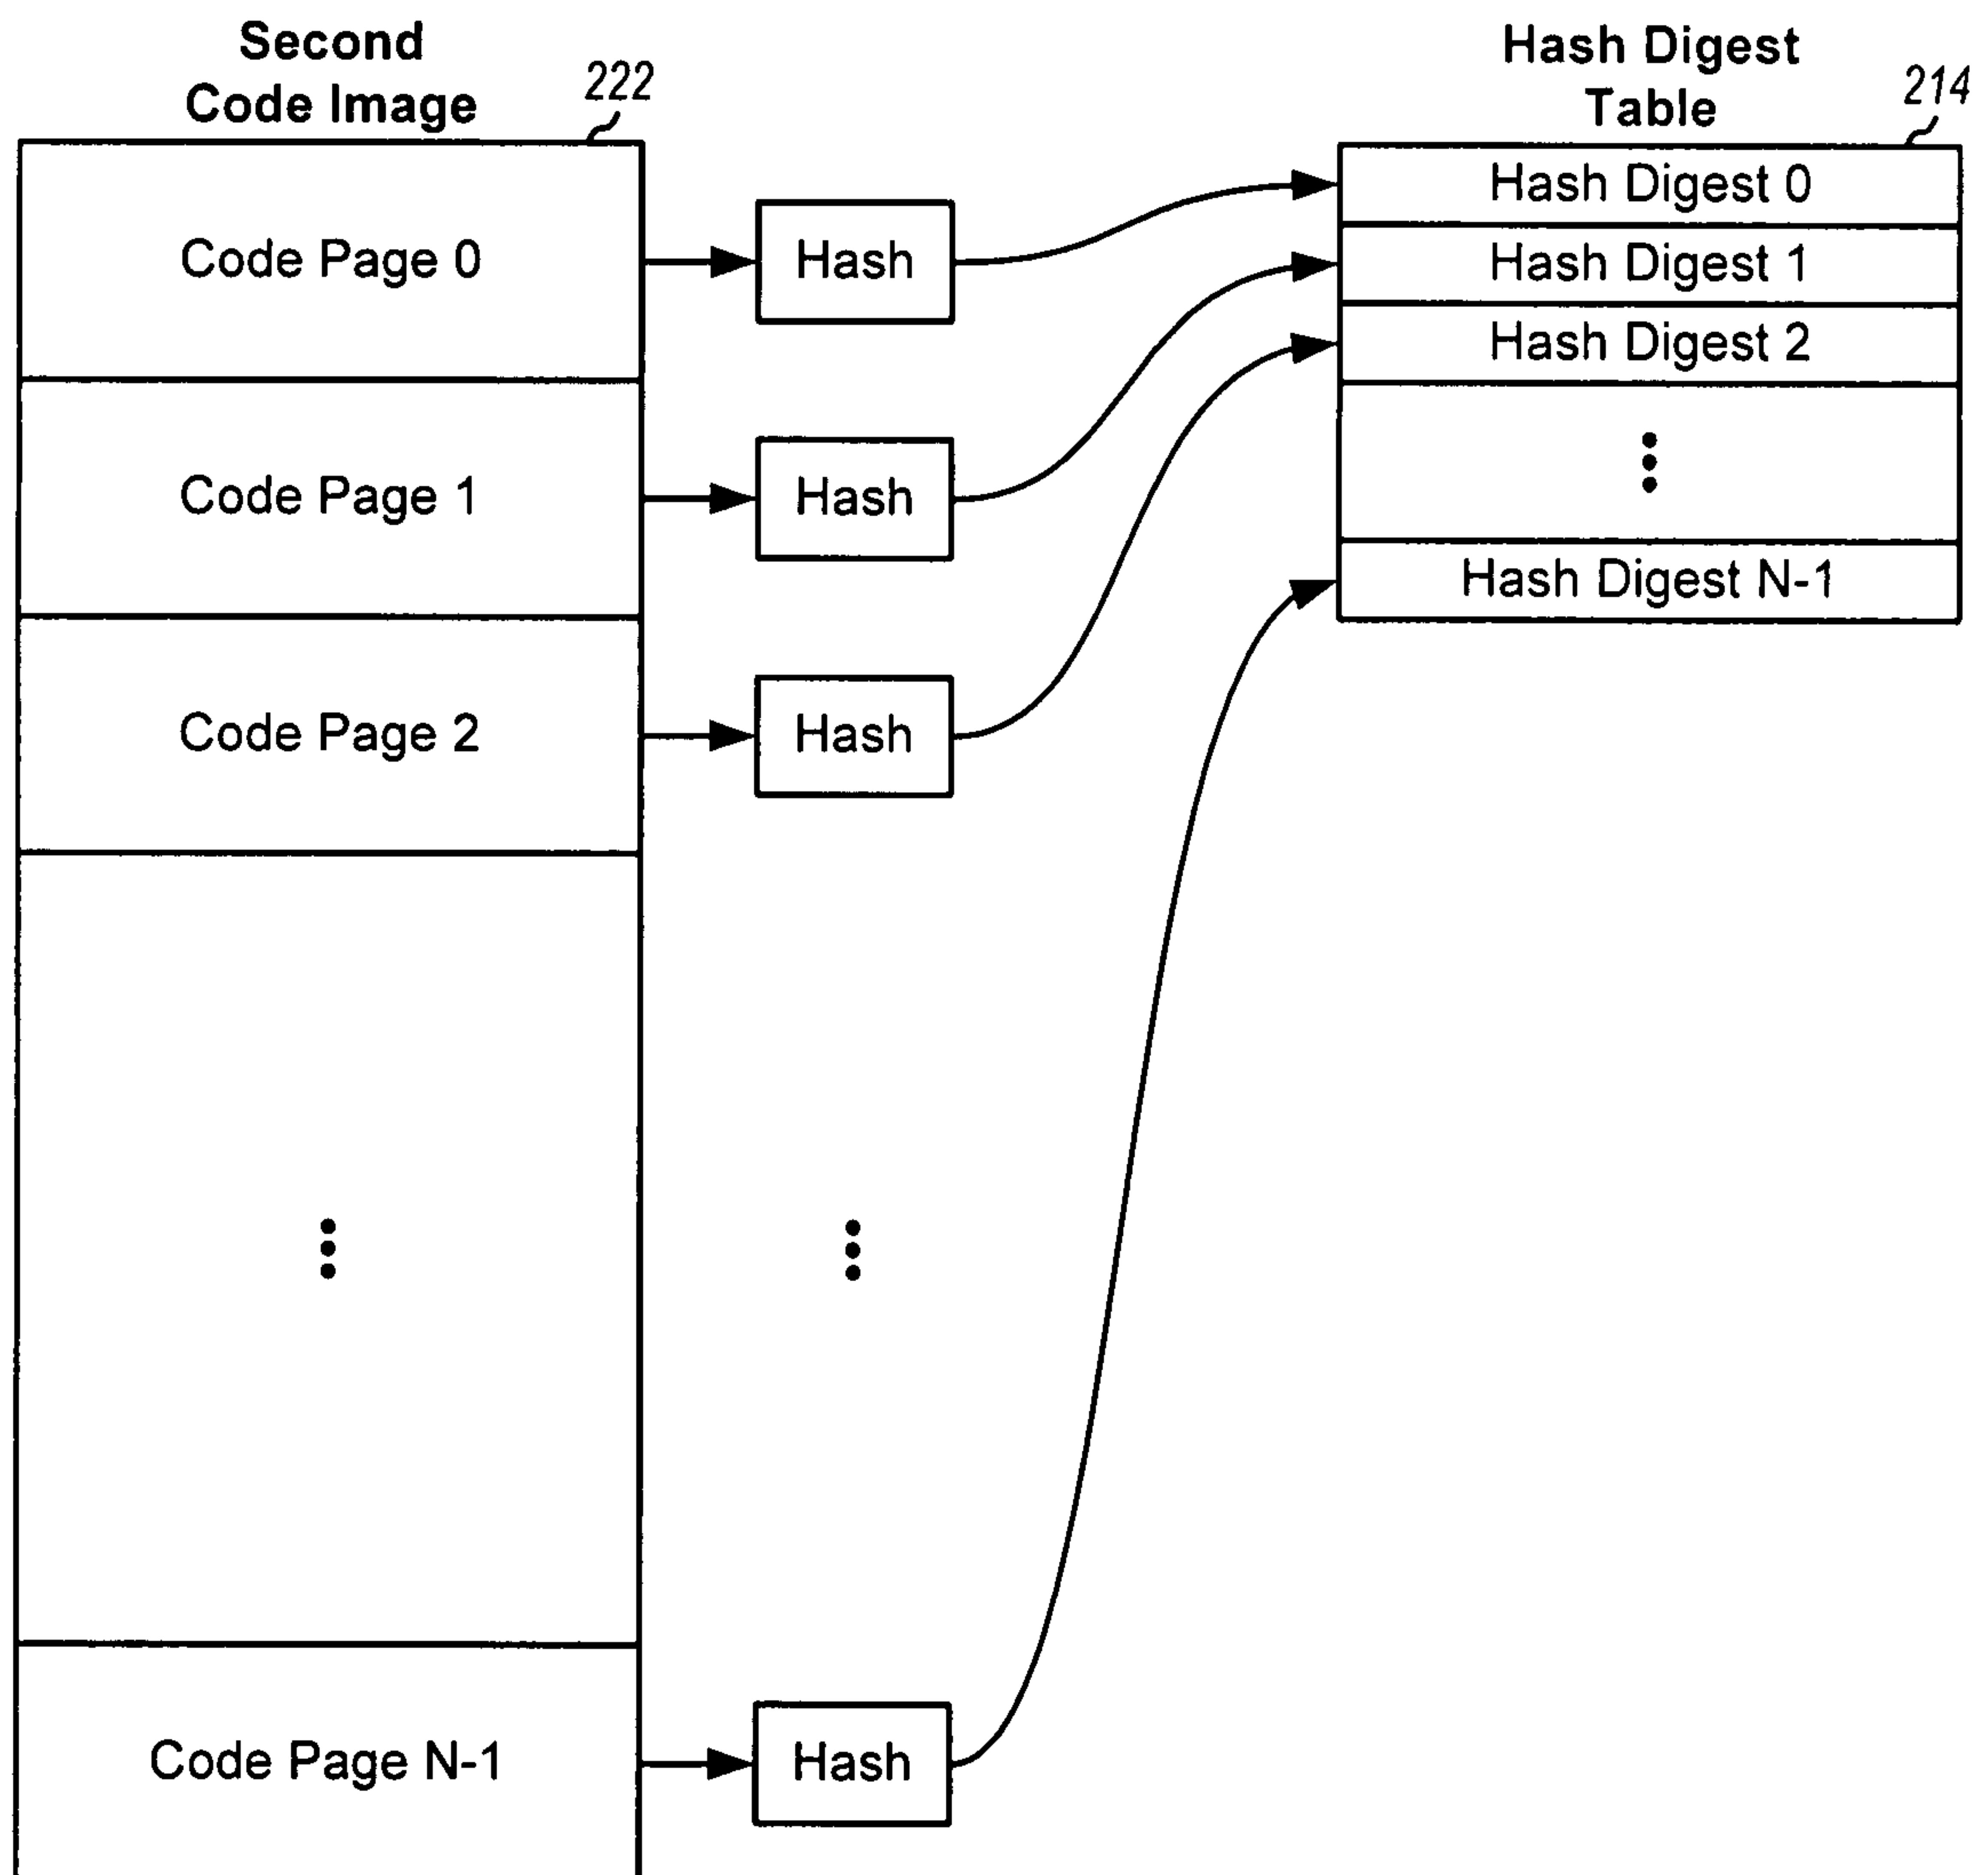 Second
Code Image
222
Hash Digest
Table
214
Code Page 0
Hash
Hash Digest 0
Code Page 1
Hash
Hash Digest 1
Code Page 2
Hash
Hash Digest 2
Hash Digest N-1
Code Page N-1
Hash